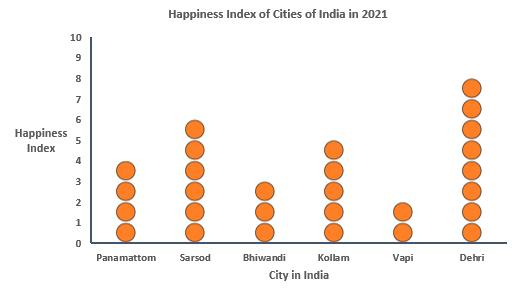 Happiness Index of Cities of India in 2021
10
9
8
7
6
5
4
3
2
1
0
Happiness
Index
Panamattom Sarsod Bhiwandi Kollam Vapi Dehri
City in India